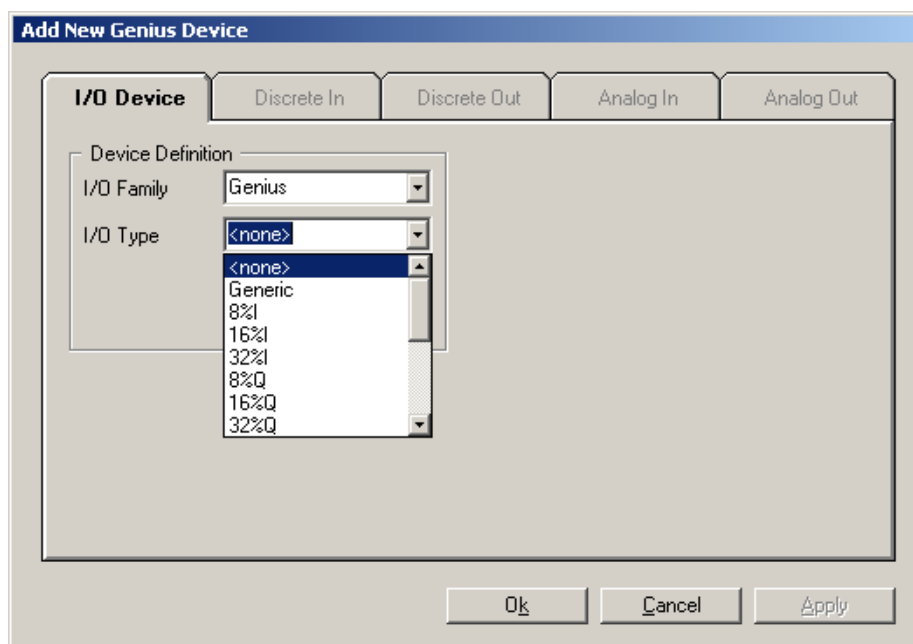 Add New Genius Device
I/O Device
Discrete In
Discrete Out
Analog In
Analog Out
Device Definition
I/O Family
Genius
I/O Type
<none>
<none>
Generic
8%I
16%I
32%I
8%Q
16%Q
32%Q
Ok
Cancel
Apply